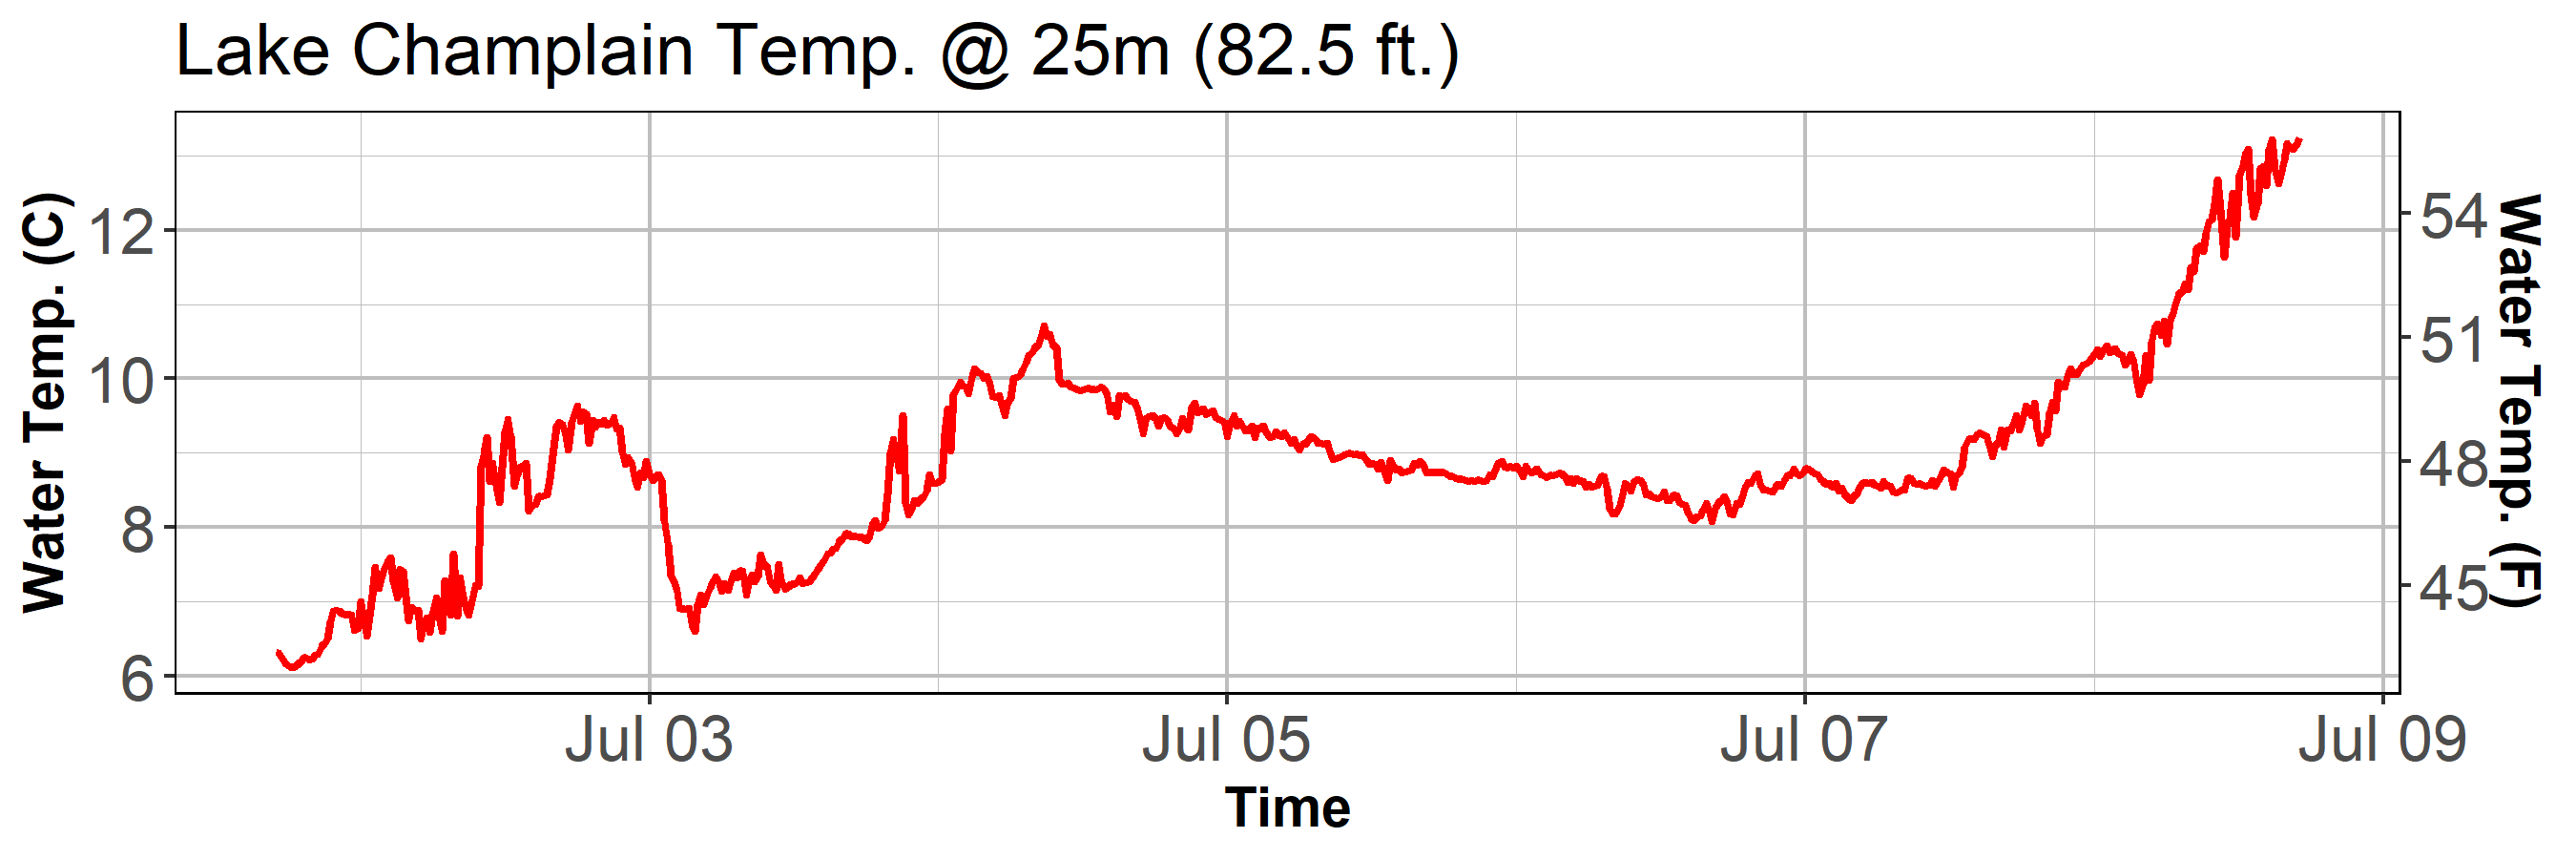 Lake Champlain Temp. @ 25m (82.5 ft.)
Water Temp. (C)
12
10
8
6
54
51
48
45
Water Temp. (F)
Jul 03 Jul 05 Jul 07 Jul 09
Time